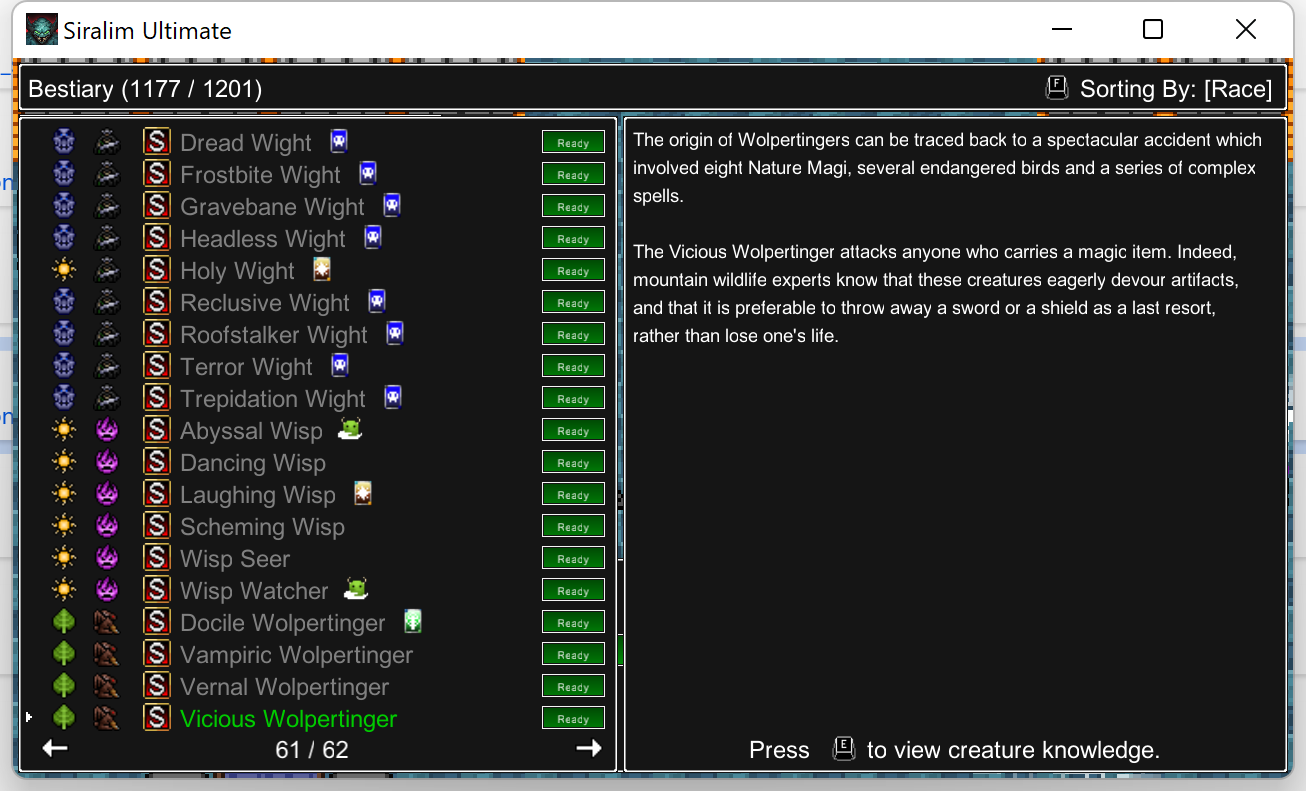 Siralim Ultimate
Bestiary (1177 / 1201)
F Sorting By: [Race]
S Dread Wight Ready
S Frostbite Wight Ready
S Gravebane Wight Ready
S Headless Wight Ready
S Holy Wight Ready
S Reclusive Wight Ready
S Roofstalker Wight Ready
S Terror Wight Ready
S Trepidation Wight Ready
S Abyssal Wisp Ready
S Dancing Wisp Ready
S Laughing Wisp Ready
S Scheming Wisp Ready
S Wisp Seer Ready
S Wisp Watcher Ready
S Docile Wolpertinger Ready
S Vampiric Wolpertinger Ready
S Vernal Wolpertinger Ready
S Vicious Wolpertinger Ready
61 / 62
The origin of Wolpertingers can be traced back to a spectacular accident which
involved eight Nature Magi, several endangered birds and a series of complex
spells.
The Vicious Wolpertinger attacks anyone who carries a magic item. Indeed,
mountain wildlife experts know that these creatures eagerly devour artifacts,
and that it is preferable to throw away a sword or a shield as a last resort,
rather than lose one's life.
Press E to view creature knowledge.